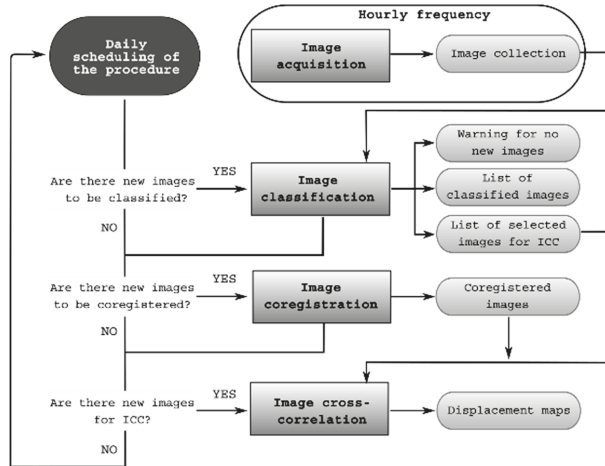 Hourly frequency
Daily
scheduling of
the procedure
Image
acquisition
Image collection
Warning for no
new images
Are there new images
to be classified?
YES
Image
classification
List of
classified images
NO
List of selected
images for ICC
Are there new images
to be coregistered?
YES
Image
coregistration
Coregistered
images
NO
Are there new images
for ICC?
YES
Image cross-
correlation
Displacement maps
NO